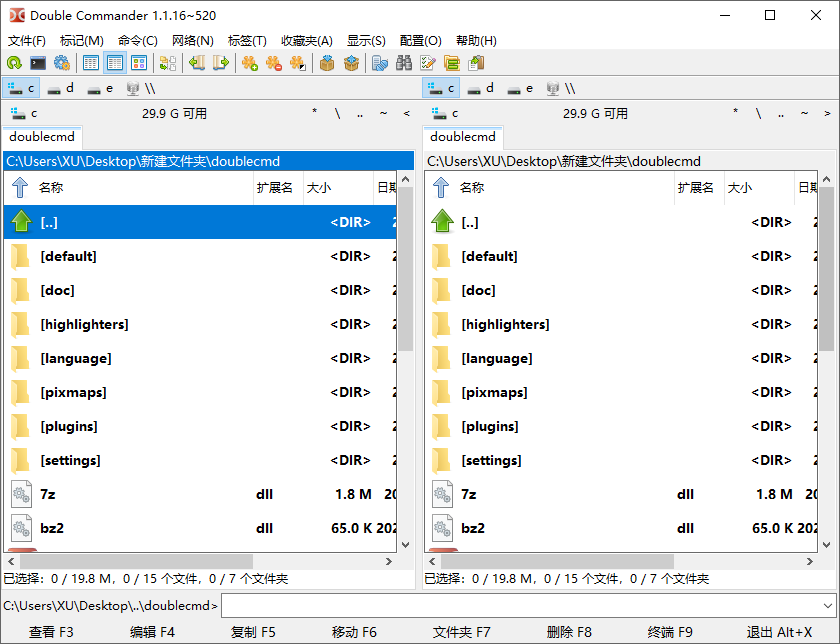 Double Commander 1.1.16~520
文件(F) 标记(M) 命令(C) 网络(N) 标签(T) 收藏夹(A) 显示(S) 配置(O) 帮助(H)
c d e \\ c d e \\
c 29.9 G 可用 * \ .. ~ < c 29.9 G 可用 * \ .. ~ >
doublecmd doublecmd
C:\Users\XU\Desktop\新建文件夹\doublecmd C:\Users\XU\Desktop\新建文件夹\doublecmd
名称 扩展名 大小 日期 名称 扩展名 大小 日期
[..] <DIR> 2 [..] <DIR> 2
[default] <DIR> 2 [default] <DIR> 2
[doc] <DIR> 2 [doc] <DIR> 2
[highlighters] <DIR> 2 [highlighters] <DIR> 2
[language] <DIR> 2 [language] <DIR> 2
[pixmaps] <DIR> 2 [pixmaps] <DIR> 2
[plugins] <DIR> 2 [plugins] <DIR> 2
[settings] <DIR> 2 [settings] <DIR> 2
7z dll 1.8 M 20 7z dll 1.8 M 20
bz2 dll 65.0 K 202 bz2 dll 65.0 K 202
已选择：0 / 19.8 M，0 / 15 个文件，0 / 7 个文件夹 已选择：0 / 19.8 M，0 / 15 个文件，0 / 7 个文件夹
C:\Users\XU\Desktop\..\doublecmd>
查看 F3 编辑 F4 复制 F5 移动 F6 文件夹 F7 删除 F8 终端 F9 退出 Alt+X